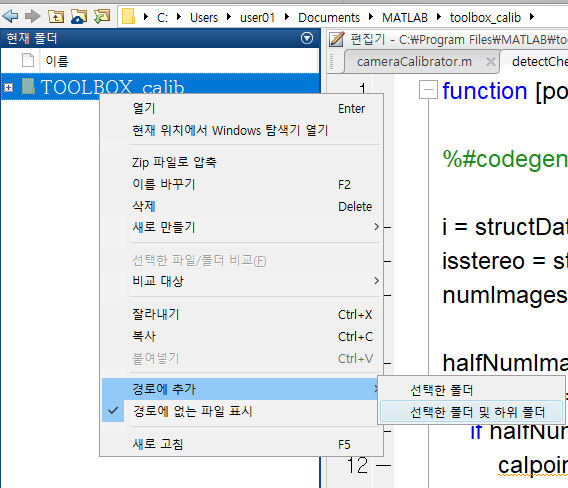 C: ▸ Users ▸ user01 ▸ Documents ▸ MATLAB ▸ toolbox_calib ▸
현재 폴더
이름
TOOLBOX_calib
열기 Enter
현재 위치에서 Windows 탐색기 열기
Zip 파일로 압축
이름 바꾸기 F2
삭제 Delete
새로 만들기
선택한 파일/폴더 비교(F)
비교 대상
잘라내기 Ctrl+X
복사 Ctrl+C
붙여넣기 Ctrl+V
경로에 추가
경로에 없는 파일 표시
새로 고침 F5
선택한 폴더
선택한 폴더 및 하위 폴더
편집기 - C:₩Program Files₩MATLAB₩too
cameraCalibrator.m
detectChe
1 function [po
%#codegen
i = structDat
isstereo = st
numImages
halfNumIma
=
if halfNum
12
calpoin